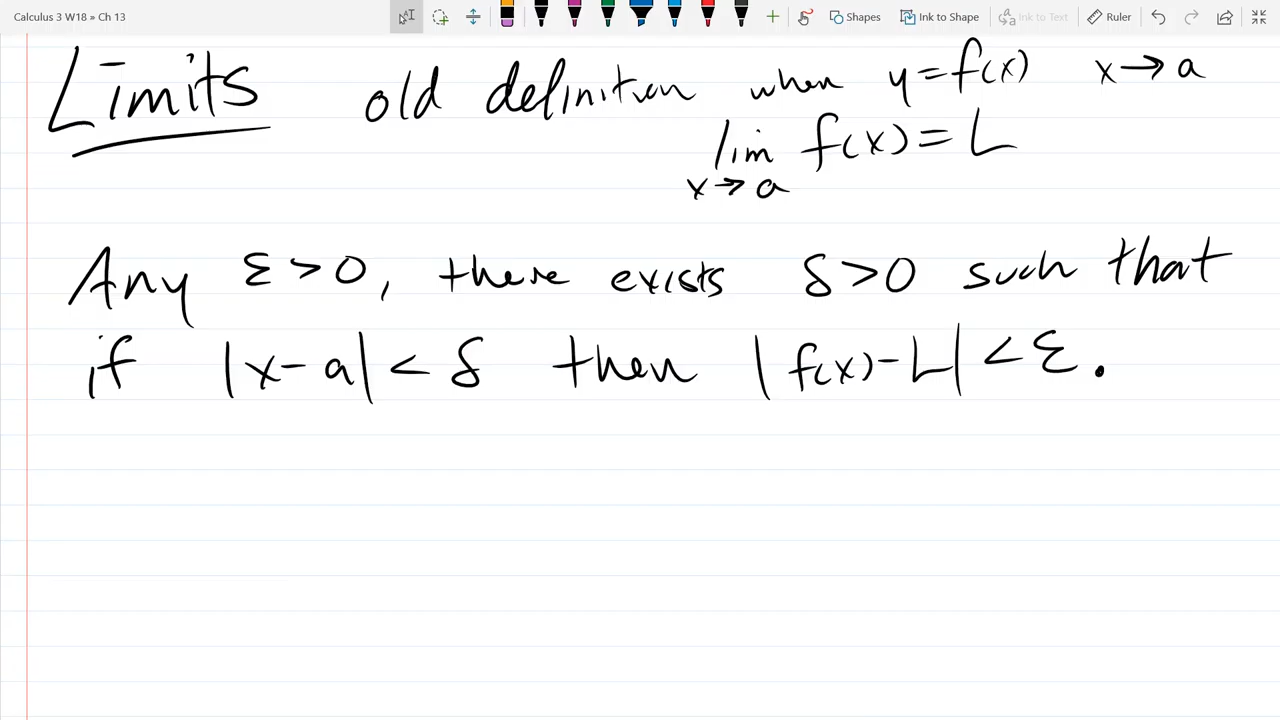 Calculus 3 W18 » Ch 13
Shapes Ink to Shape Ink to Text Ruler
Limits old definition when y=f(x) x→a
lim f(x)=L
x→a
Any ε>0, there exists δ>0 such that
if |x-a|<δ then |f(x)-L|<ε.